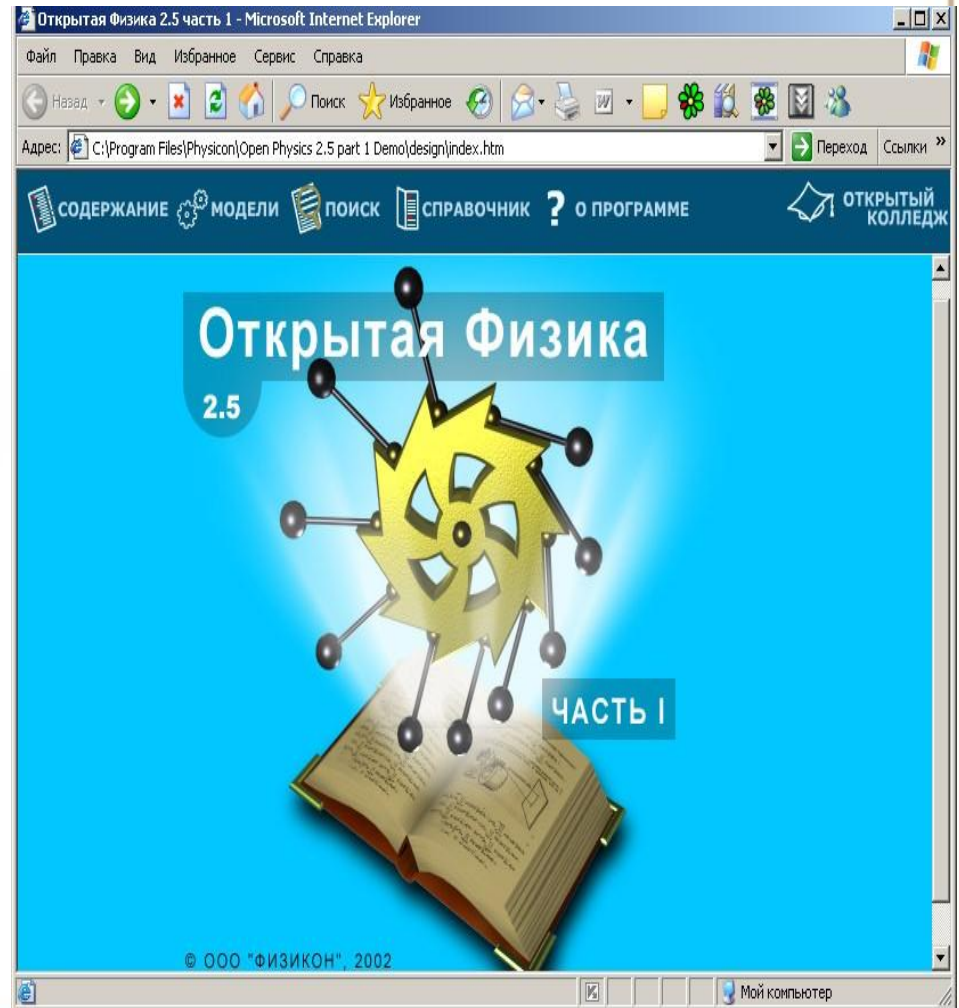 Открытая Физика 2.5 часть 1 - Microsoft Internet Explorer
Файл Правка Вид Избранное Сервис Справка
Назад Поиск Избранное
Адрес: C:\Program Files\Physicon\Open Physics 2.5 part 1 Demo\design\index.htm Переход Ссылки »
СОДЕРЖАНИЕ МОДЕЛИ ПОИСК СПРАВОЧНИК ? О ПРОГРАММЕ ОТКРЫТЫЙ
КОЛЛЕДЖ
Открытая Физика
2.5
ЧАСТЬ I
© ООО "ФИЗИКОН", 2002
Мой компьютер